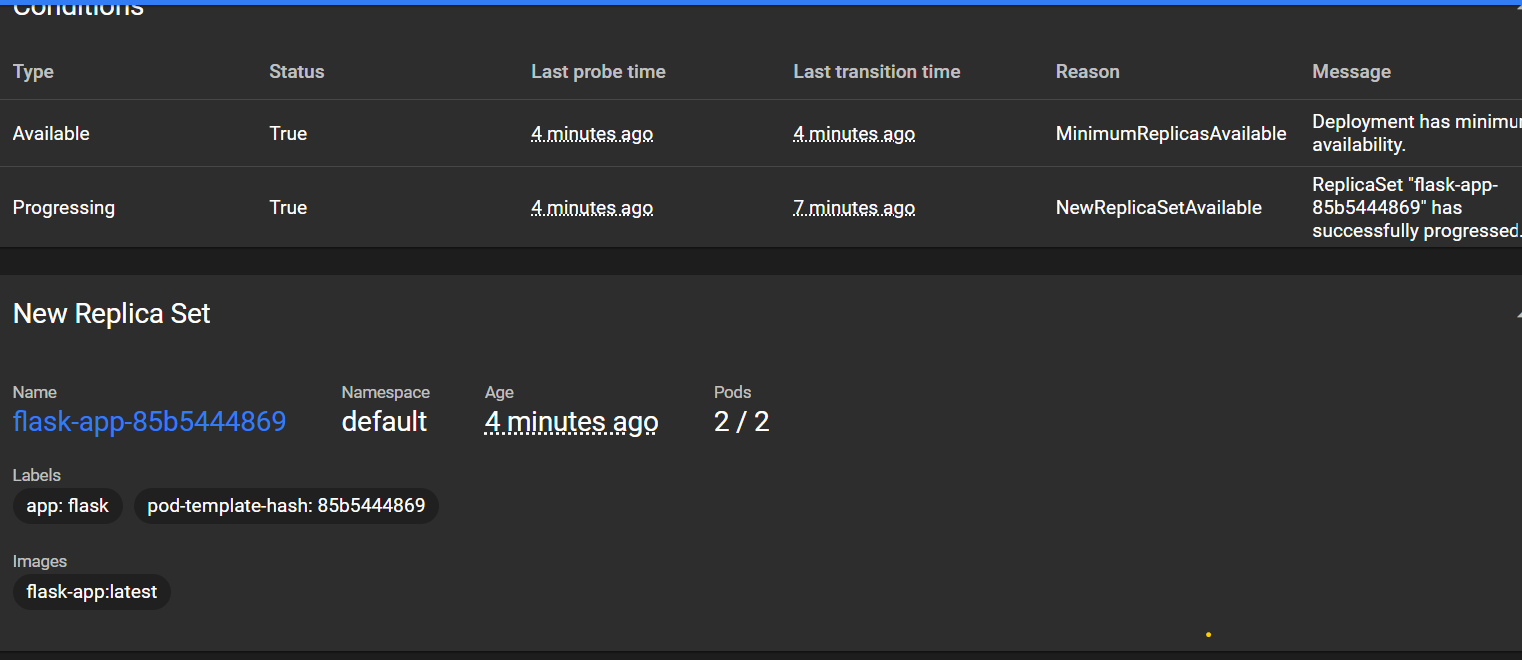 Conditions
Type Status Last probe time Last transition time Reason Message
Available True 4 minutes ago 4 minutes ago MinimumReplicasAvailable Deployment has minimum
availability.
Progressing True 4 minutes ago 7 minutes ago NewReplicaSetAvailable ReplicaSet "flask-app-
85b5444869" has
successfully progressed.
New Replica Set
Name Namespace Age Pods
flask-app-85b5444869 default 4 minutes ago 2 / 2
Labels
app: flask pod-template-hash: 85b5444869
Images
flask-app:latest